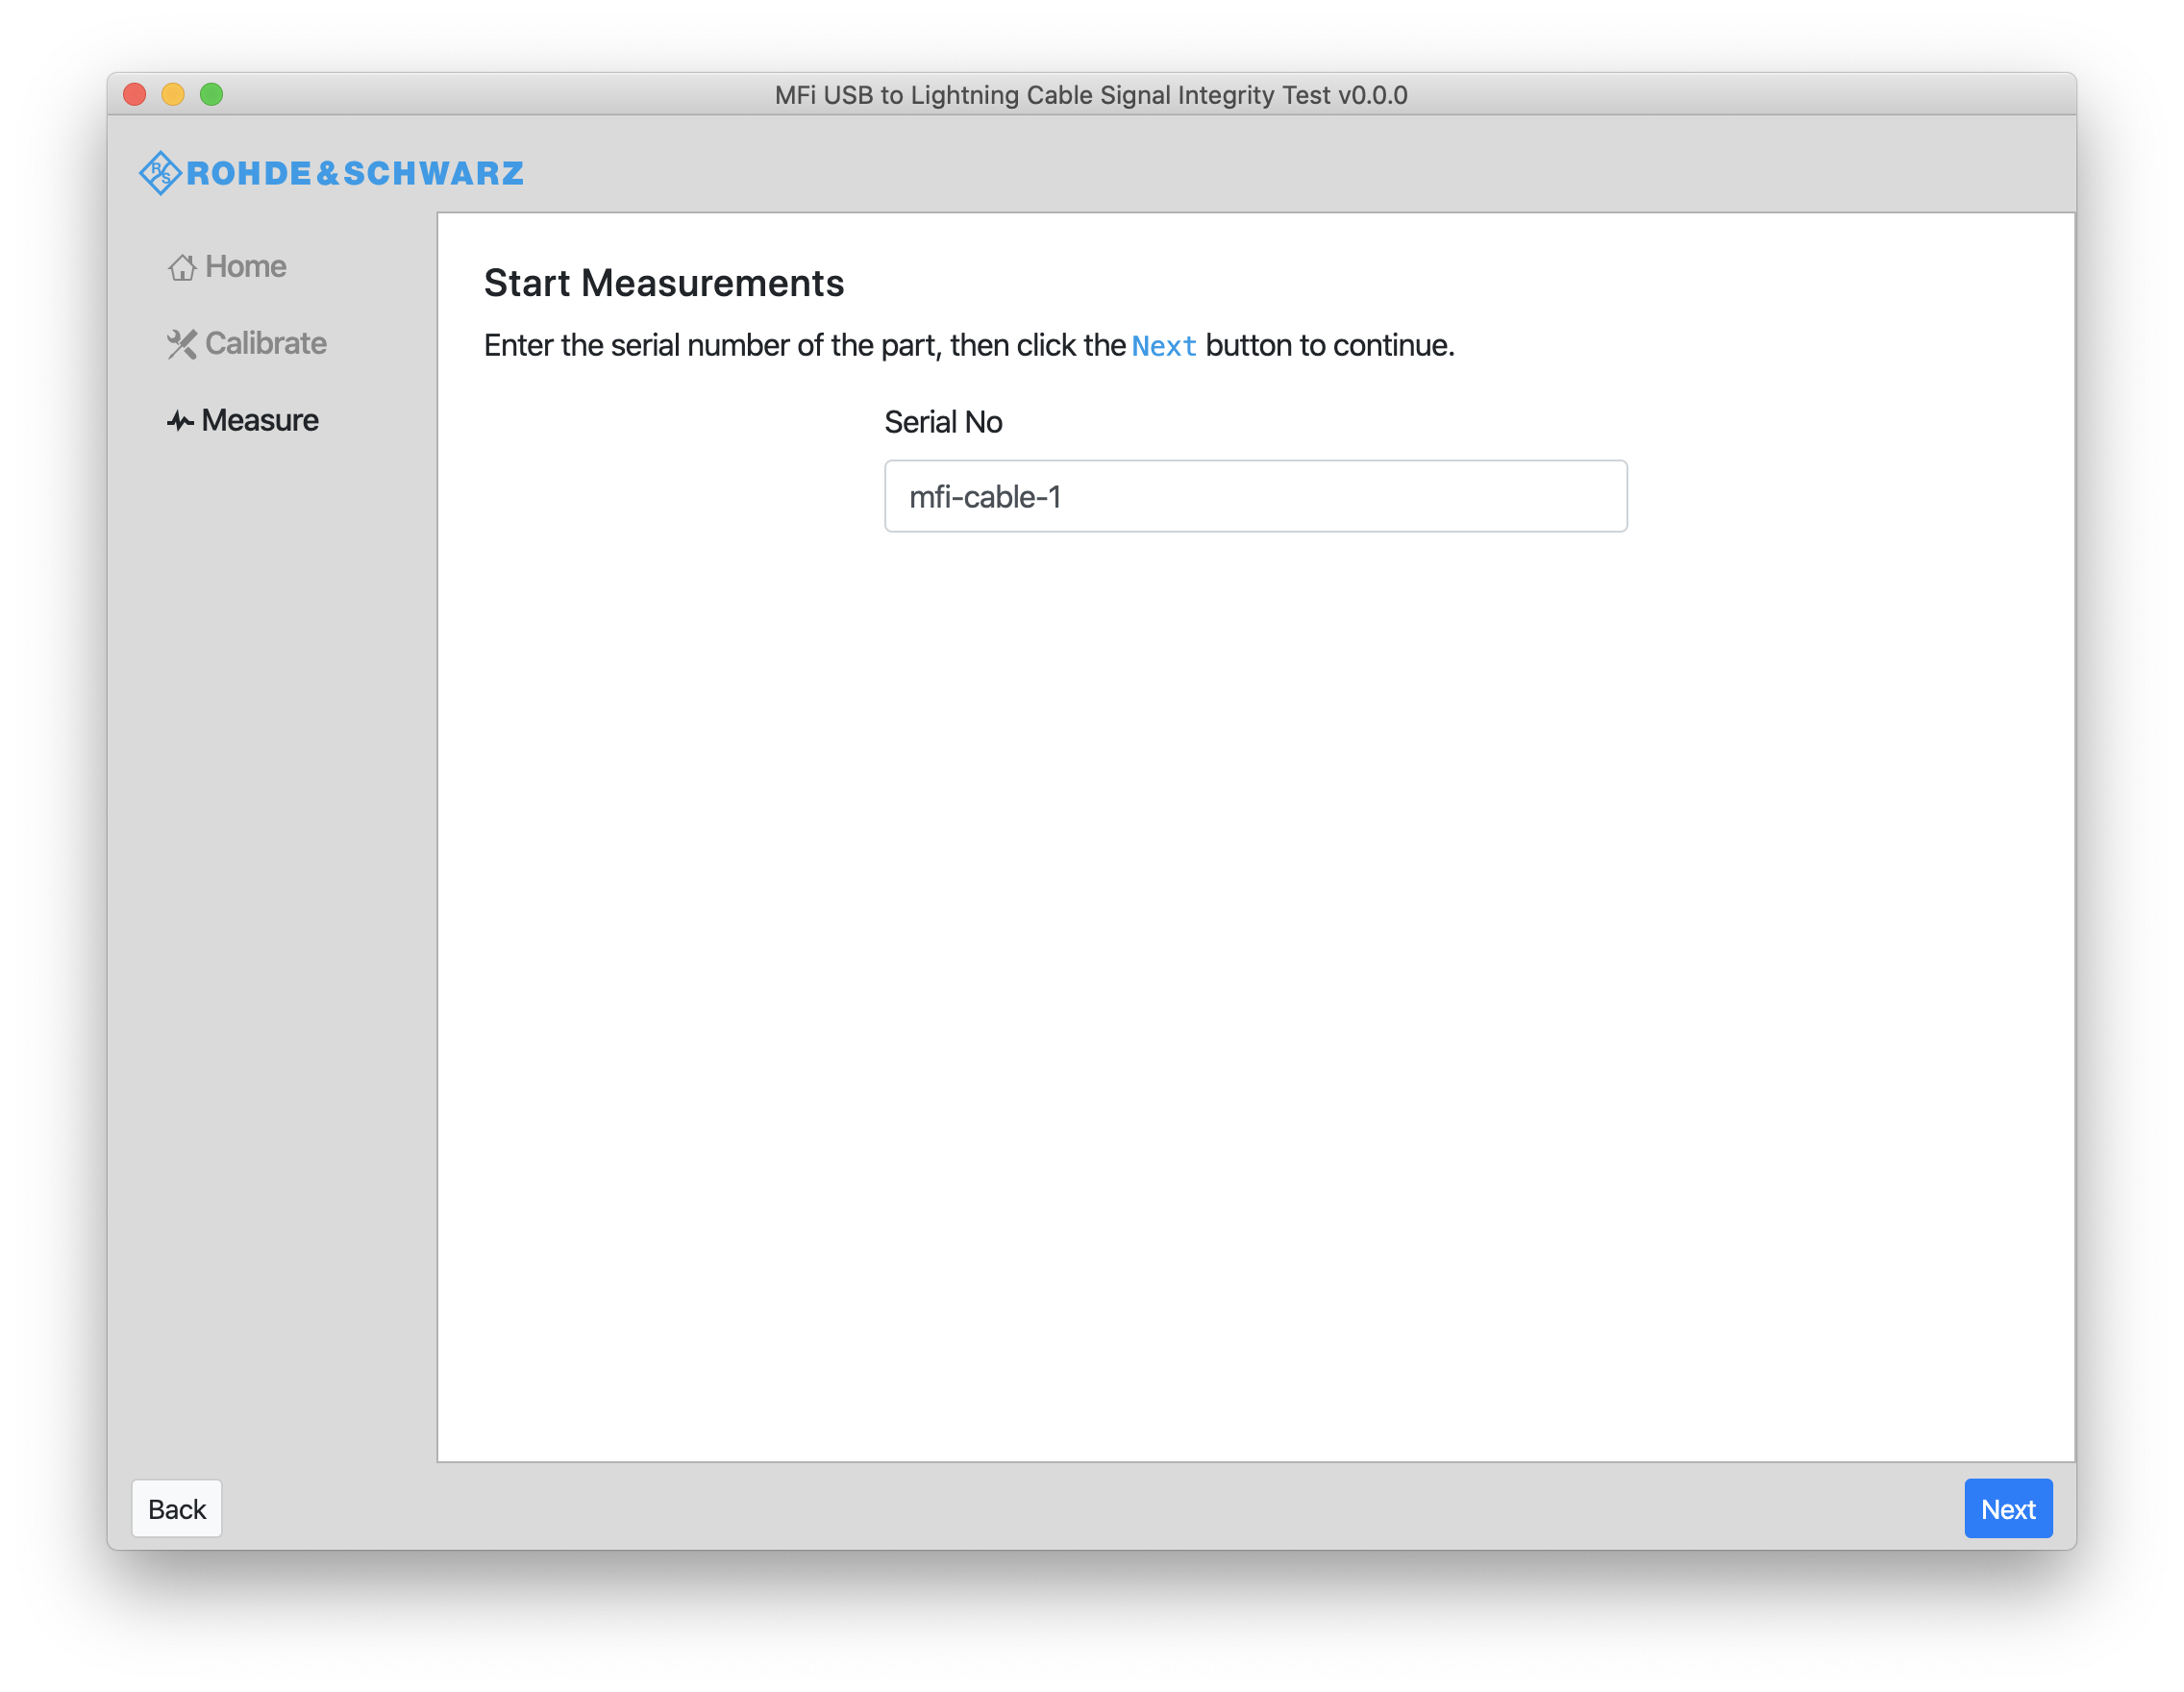 MFi USB to Lightning Cable Signal Integrity Test v0.0.0
R S ROHDE & SCHWARZ
Home
Calibrate
Measure
Start Measurements
Enter the serial number of the part, then click the Next button to continue.
Serial No
mfi-cable-1
Back
Next